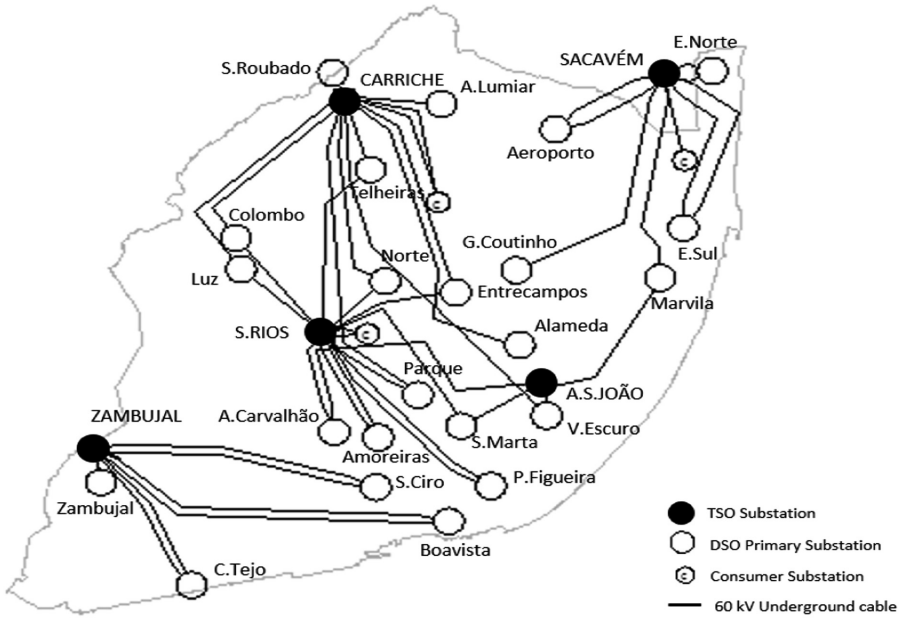 E.Norte
SACAVÉM
S.Roubado
CARRICHE
A.Lumiar
Aeroporto
c
Telheiras
c
Colombo
G.Coutinho
E.Sul
Norte
Luz
Entrecampos
Marvila
S.RIOS
c
Alameda
Parque
A.S.JOÃO
ZAMBUJAL
A.Carvalhão
V.Escuro
S.Marta
Amoreiras
P.Figueira
S.Ciro
Zambujal
Boavista
C.Tejo
TSO Substation
DSO Primary Substation
c Consumer Substation
60 kV Underground cable